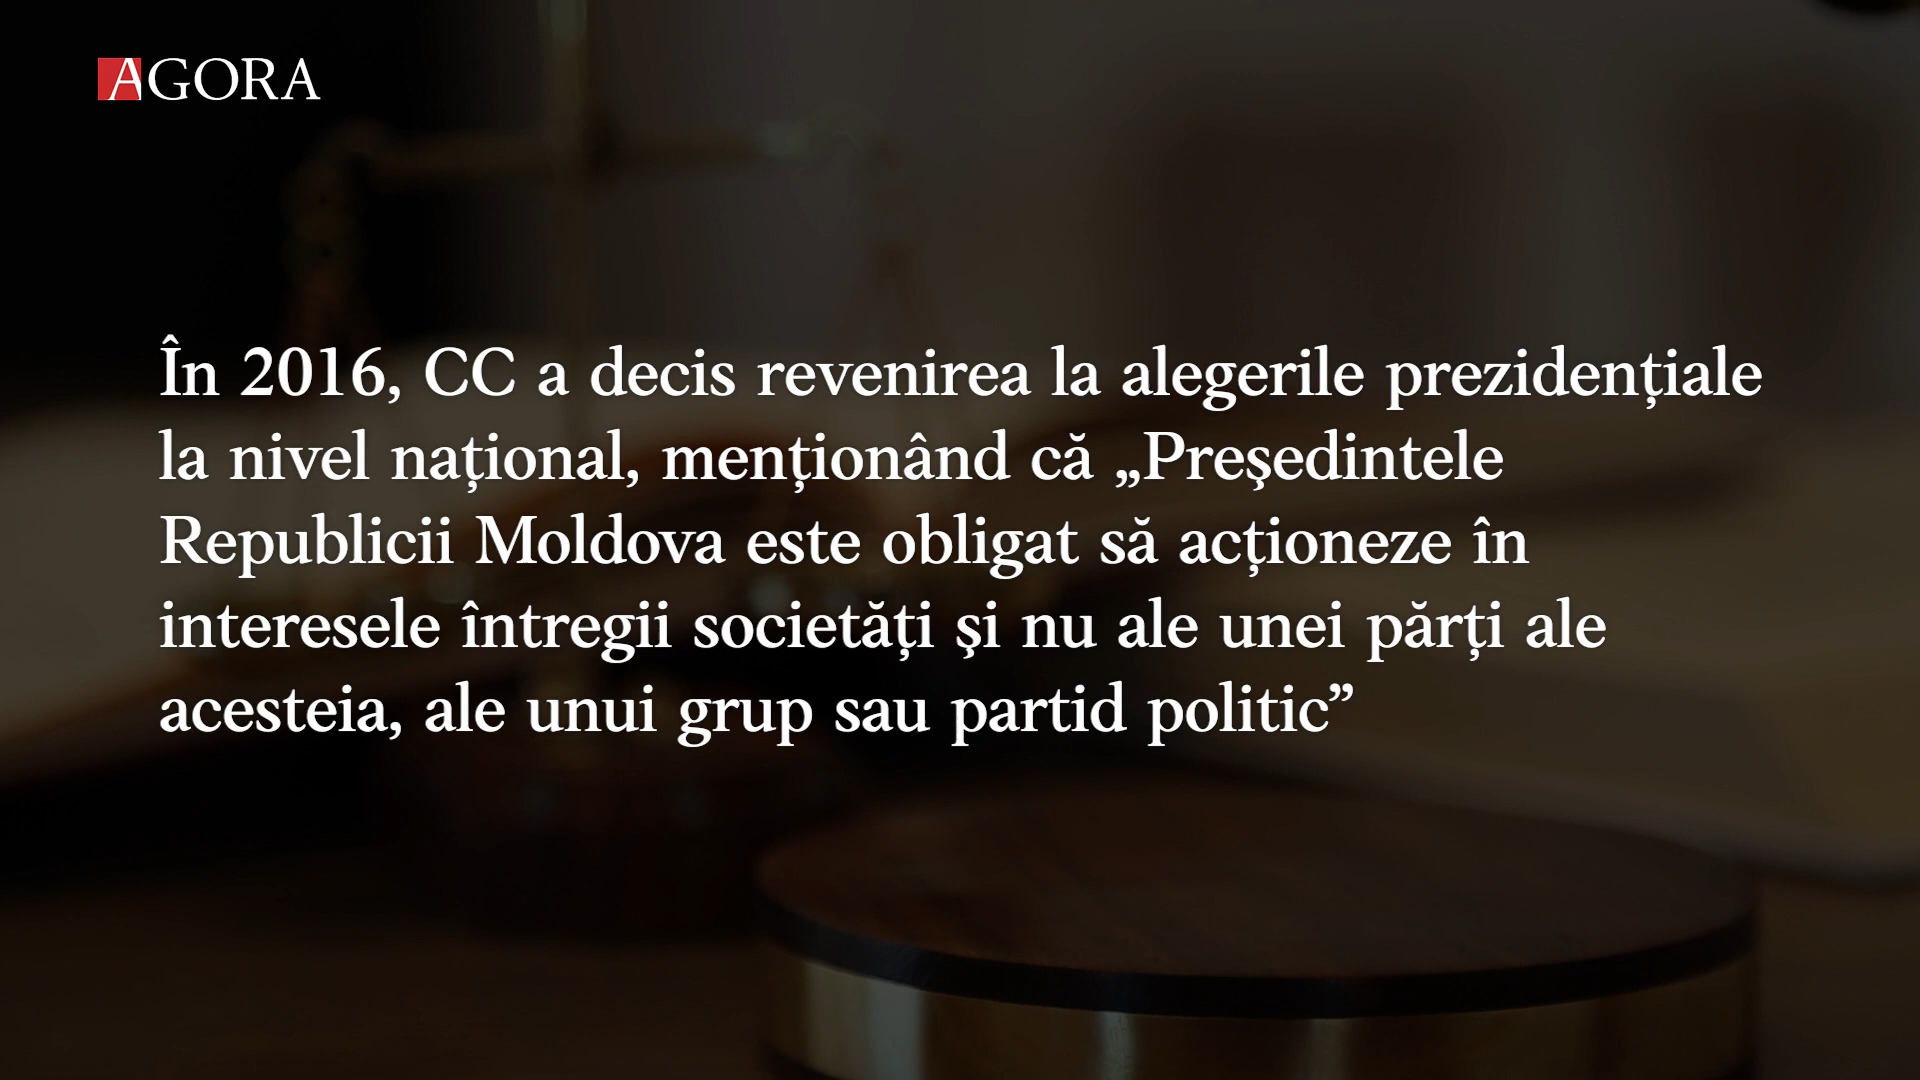 AGORA
În 2016, CC a decis revenirea la alegerile prezidențiale
la nivel național, menționând că „Preşedintele
Republicii Moldova este obligat să acționeze în
interesele întregii societăți şi nu ale unei părți ale
acesteia, ale unui grup sau partid politic”